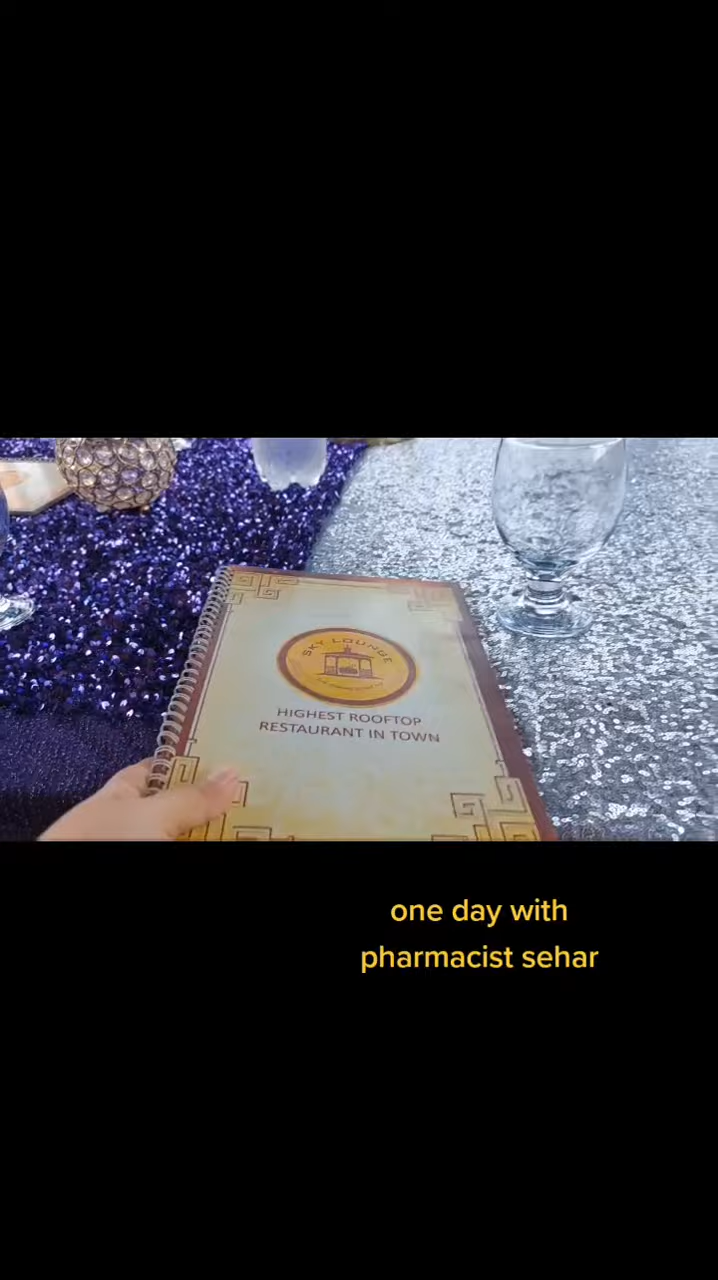 SKY LOUNGE
HIGHEST ROOFTOP
RESTAURANT IN TOWN
one day with
pharmacist sehar